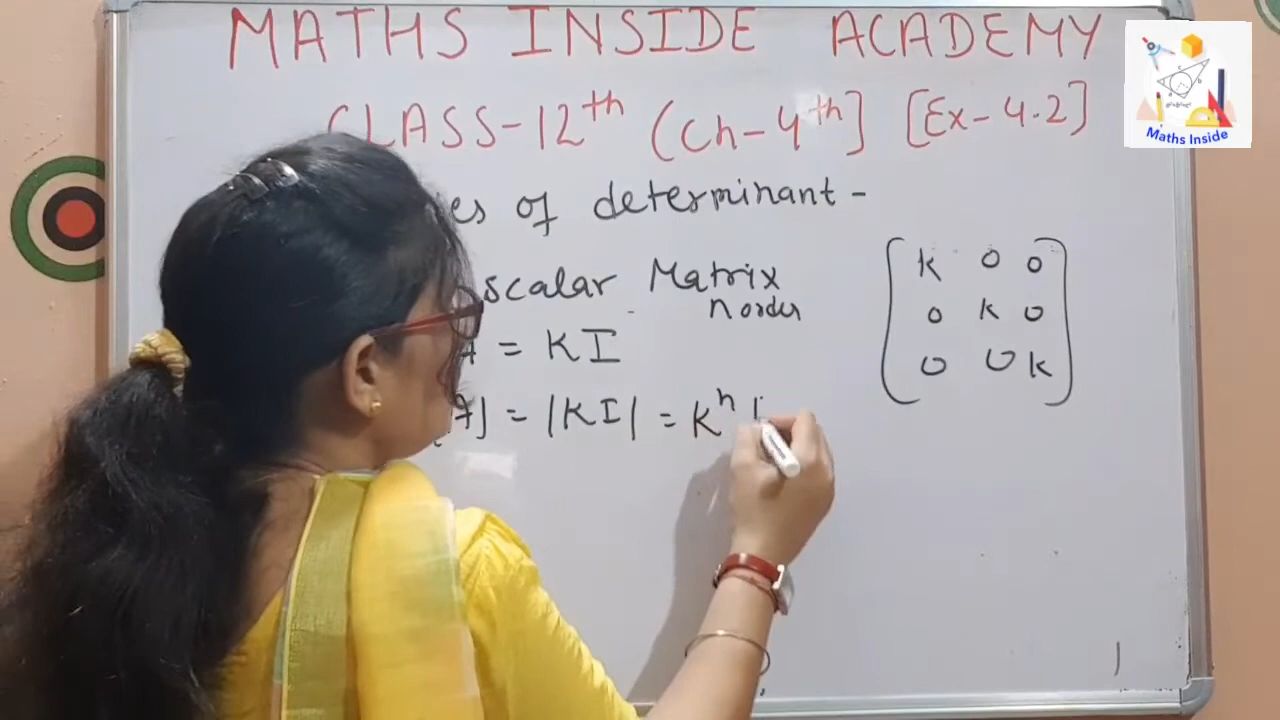 MATHS INSIDE ACADEMY
CLASS-12th (Ch-4th] [Ex-4.2]
of determinant -
scalar Matrix
n order
= KI
= |KI| = K^n |
K 0 0
0 K 0
0 0 K
Maths Inside